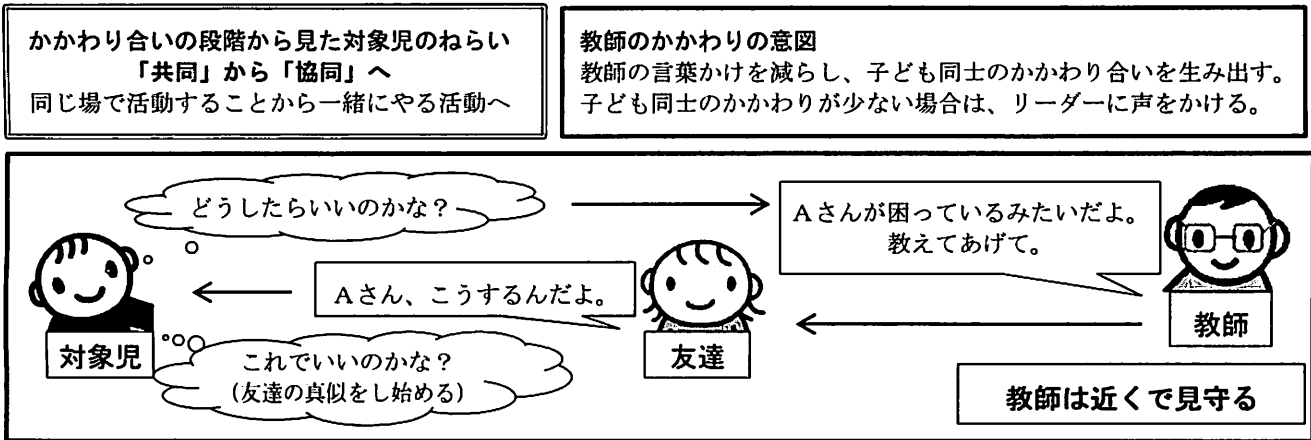 かかわり合いの段階から見た対象児のねらい
「共同」から「協同」へ
同じ場で活動することから一緒にやる活動へ
教師のかかわりの意図
教師の言葉かけを減らし、子ども同士のかかわり合いを生み出す。
子ども同士のかかわりが少ない場合は、リーダーに声をかける。
どうしたらいいのかな？
Aさんが困っているみたいだよ。
教えてあげて。
Aさん、こうするんだよ。
対象児
これでいいのかな？
（友達の真似をし始める）
友達
教師
教師は近くで見守る